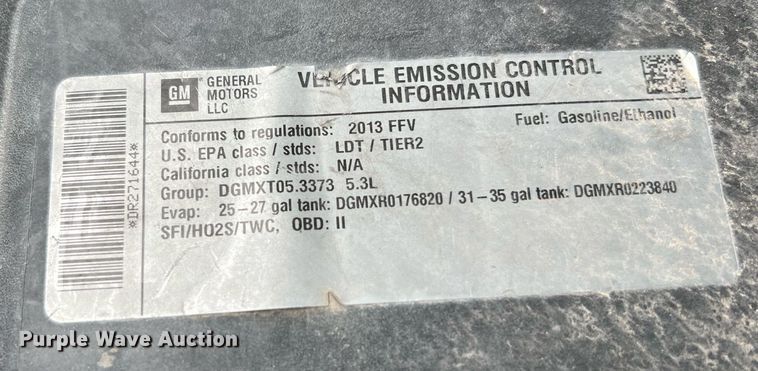 GM
GENERAL
MOTORS
LLC
VEHICLE EMISSION CONTROL
INFORMATION
Conforms to regulations: 2013 FFV
Fuel: Gasoline/Ethanol
U.S. EPA class / stds: LDT / TIER2
California class / stds: N/A
Group: DGMXT05.3373 5.3L
Evap: 25-27 gal tank: DGMXR0176820 / 31-35 gal tank: DGMXR0223840
SFI/HO2S/TWC, OBD: II
*DR271644*
Purple Wave Auction